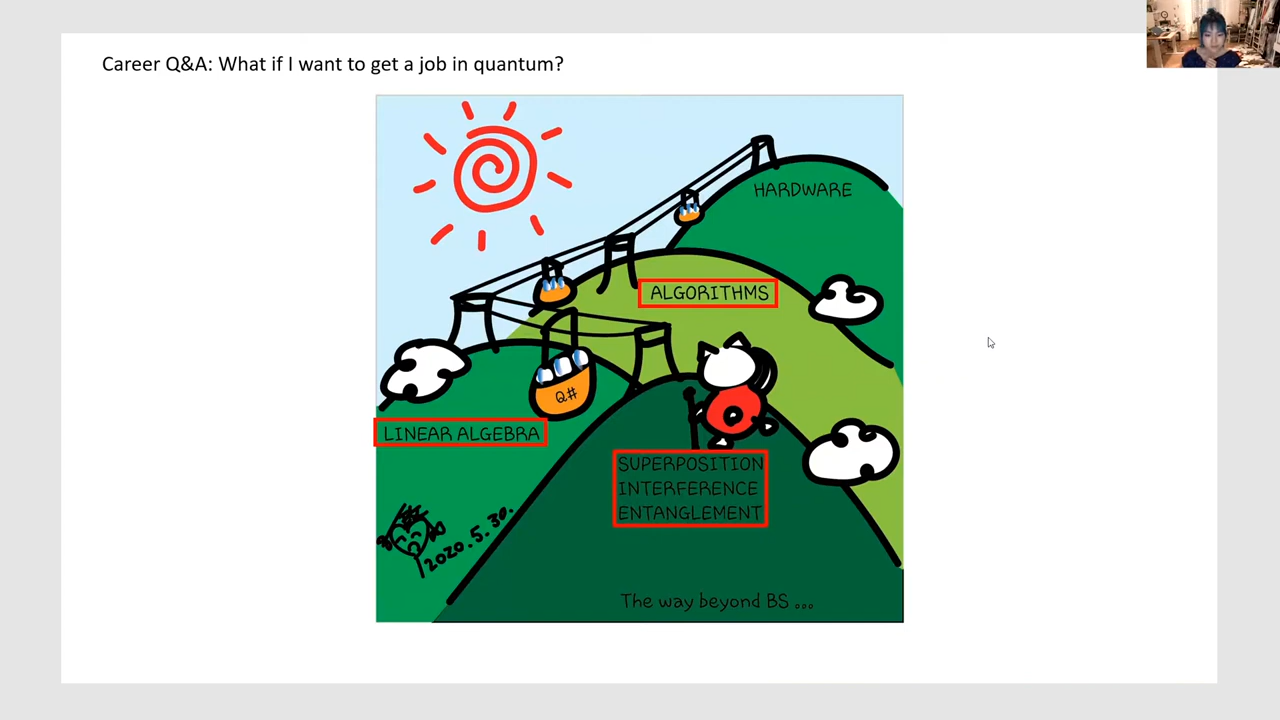 Career Q&A: What if I want to get a job in quantum?
HARDWARE
ALGORITHMS
Q#
LINEAR ALGEBRA
SUPERPOSITION
INTERFERENCE
ENTANGLEMENT
2020.5.30.
The way beyond BS ...